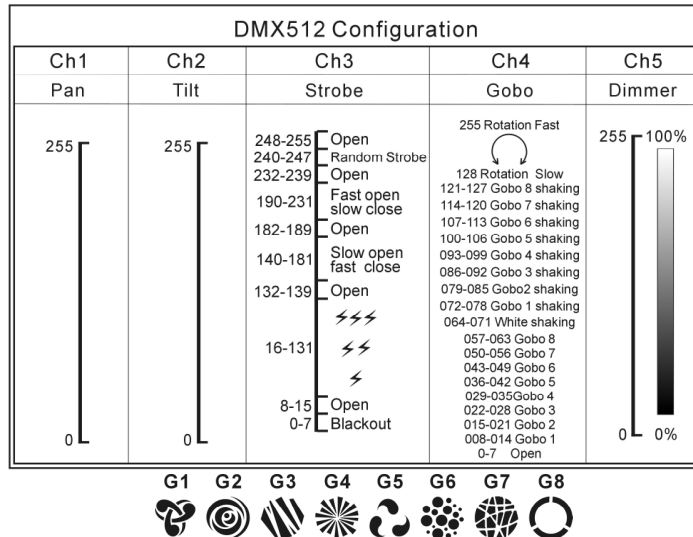 DMX512 Configuration
Ch1 Ch2 Ch3 Ch4 Ch5
Pan Tilt Strobe Gobo Dimmer
255
0
255
0
248-255 Open
240-247 Random Strobe
232-239 Open
190-231 Fast open
slow close
182-189 Open
140-181 Slow open
fast close
132-139 Open
16-131
8-15 Open
0-7 Blackout
255 Rotation Fast
128 Rotation Slow
121-127 Gobo 8 shaking
114-120 Gobo 7 shaking
107-113 Gobo 6 shaking
100-106 Gobo 5 shaking
093-099 Gobo 4 shaking
086-092 Gobo 3 shaking
079-085 Gobo2 shaking
072-078 Gobo 1 shaking
064-071 White shaking
057-063 Gobo 8
050-056 Gobo 7
043-049 Gobo 6
036-042 Gobo 5
029-035Gobo 4
022-028 Gobo 3
015-021 Gobo 2
008-014 Gobo 1
0-7 Open
255 100%
0 0%
G1 G2 G3 G4 G5 G6 G7 G8